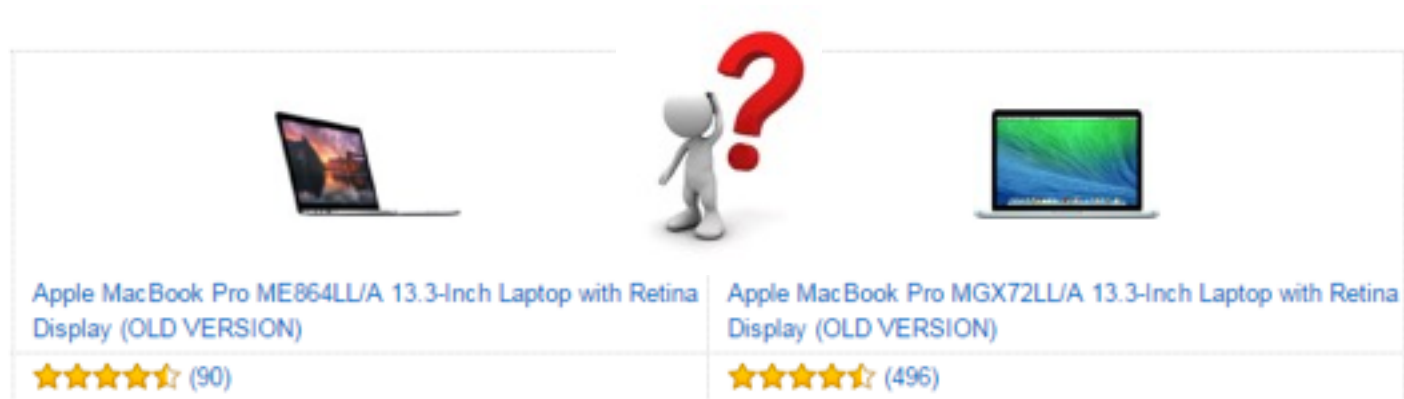 Apple MacBook Pro ME864LL/A 13.3-Inch Laptop with Retina
Display (OLD VERSION)
Apple MacBook Pro MGX72LL/A 13.3-Inch Laptop with Retina
Display (OLD VERSION)
(90)
(496)